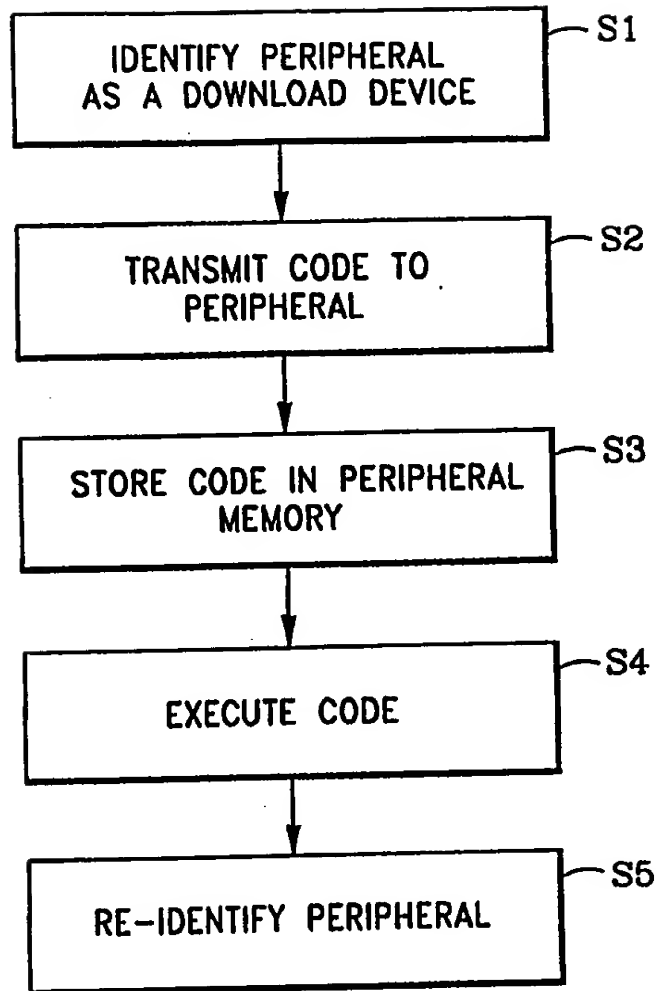 IDENTIFY PERIPHERAL
AS A DOWNLOAD DEVICE
S1
TRANSMIT CODE TO
PERIPHERAL
S2
STORE CODE IN PERIPHERAL
MEMORY
S3
EXECUTE CODE
S4
RE-IDENTIFY PERIPHERAL
S5